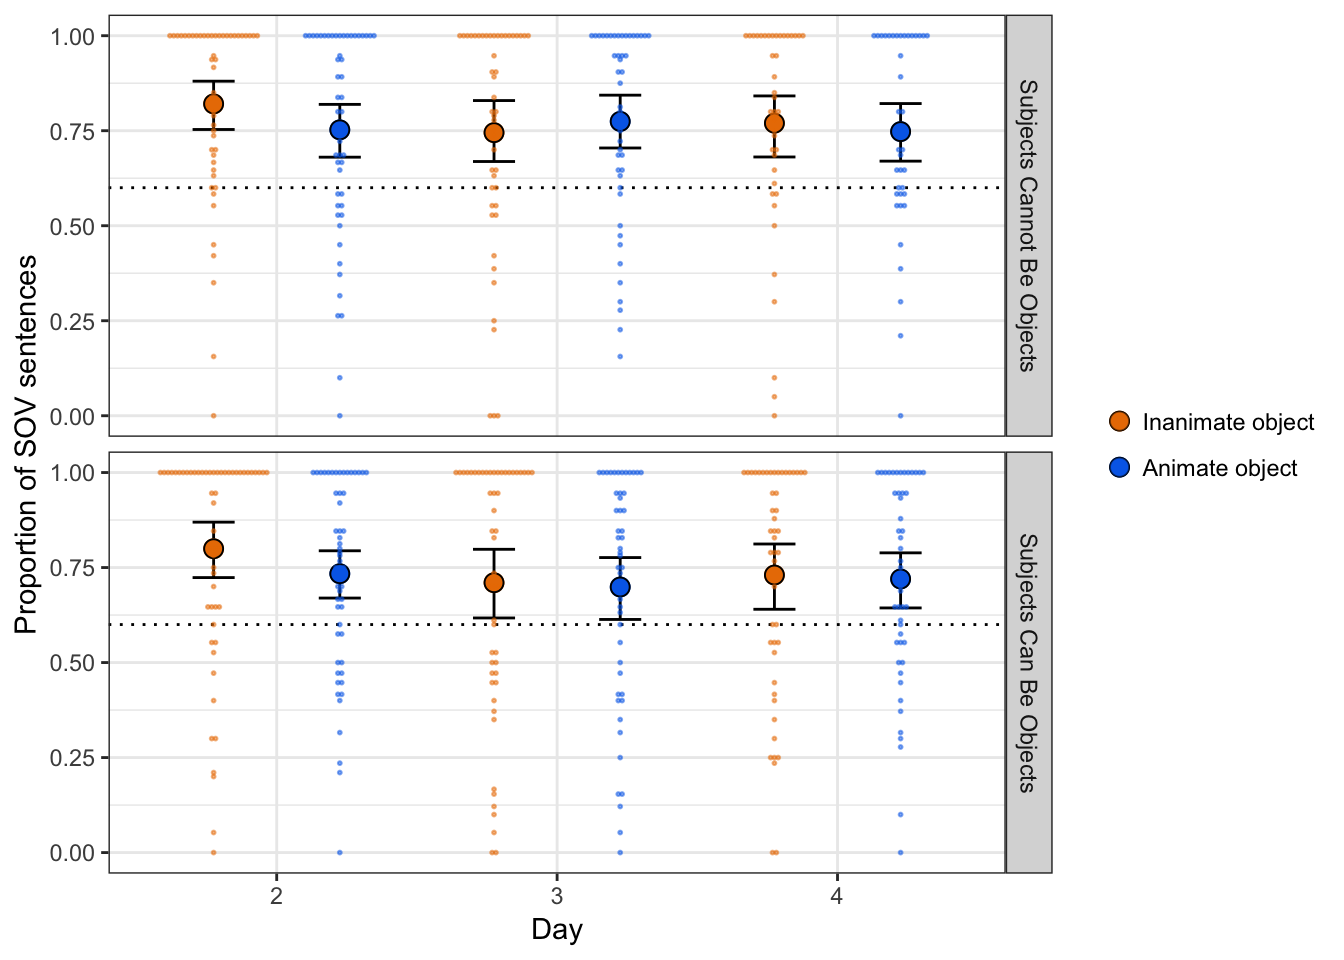 Proportion of SOV sentences
1.00
0.75
0.50
0.25
0.00
Subjects Cannot Be Objects
1.00
0.75
0.50
0.25
0.00
Subjects Can Be Objects
2
3
4
Day
Inanimate object
Animate object